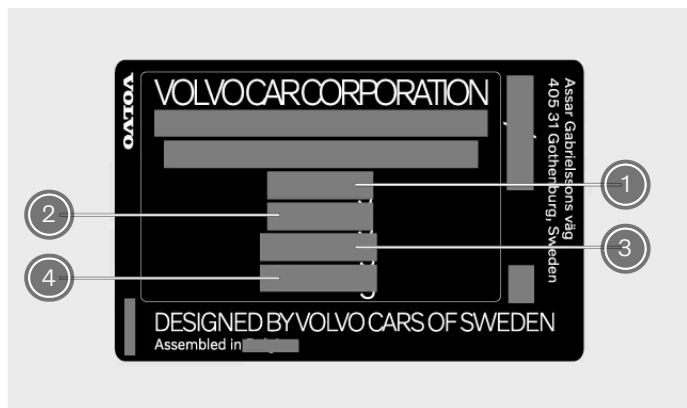 VOLVO
VOLVO CAR CORPORATION
Assar Gabrielssons väg
405 31 Gothenburg, Sweden
1
2
3
4
DESIGNED BY VOLVO CARS OF SWEDEN
Assembled in